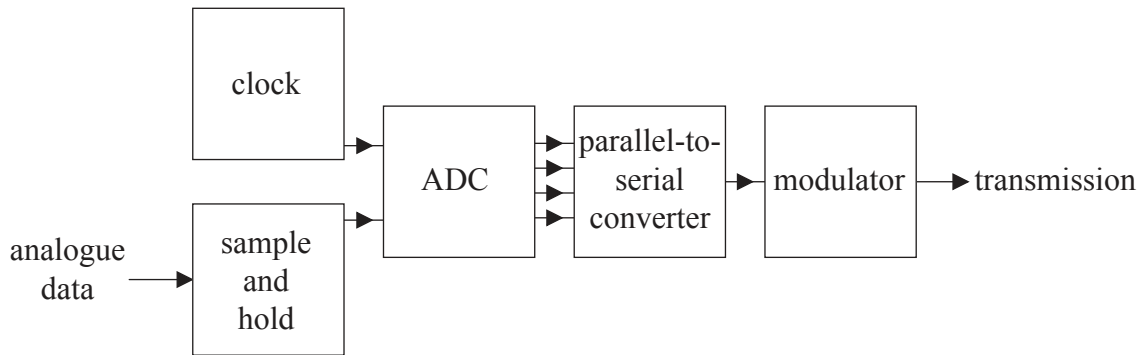 clock
ADC
parallel-to-
serial
converter
modulator
transmission
analogue
data
sample
and
hold